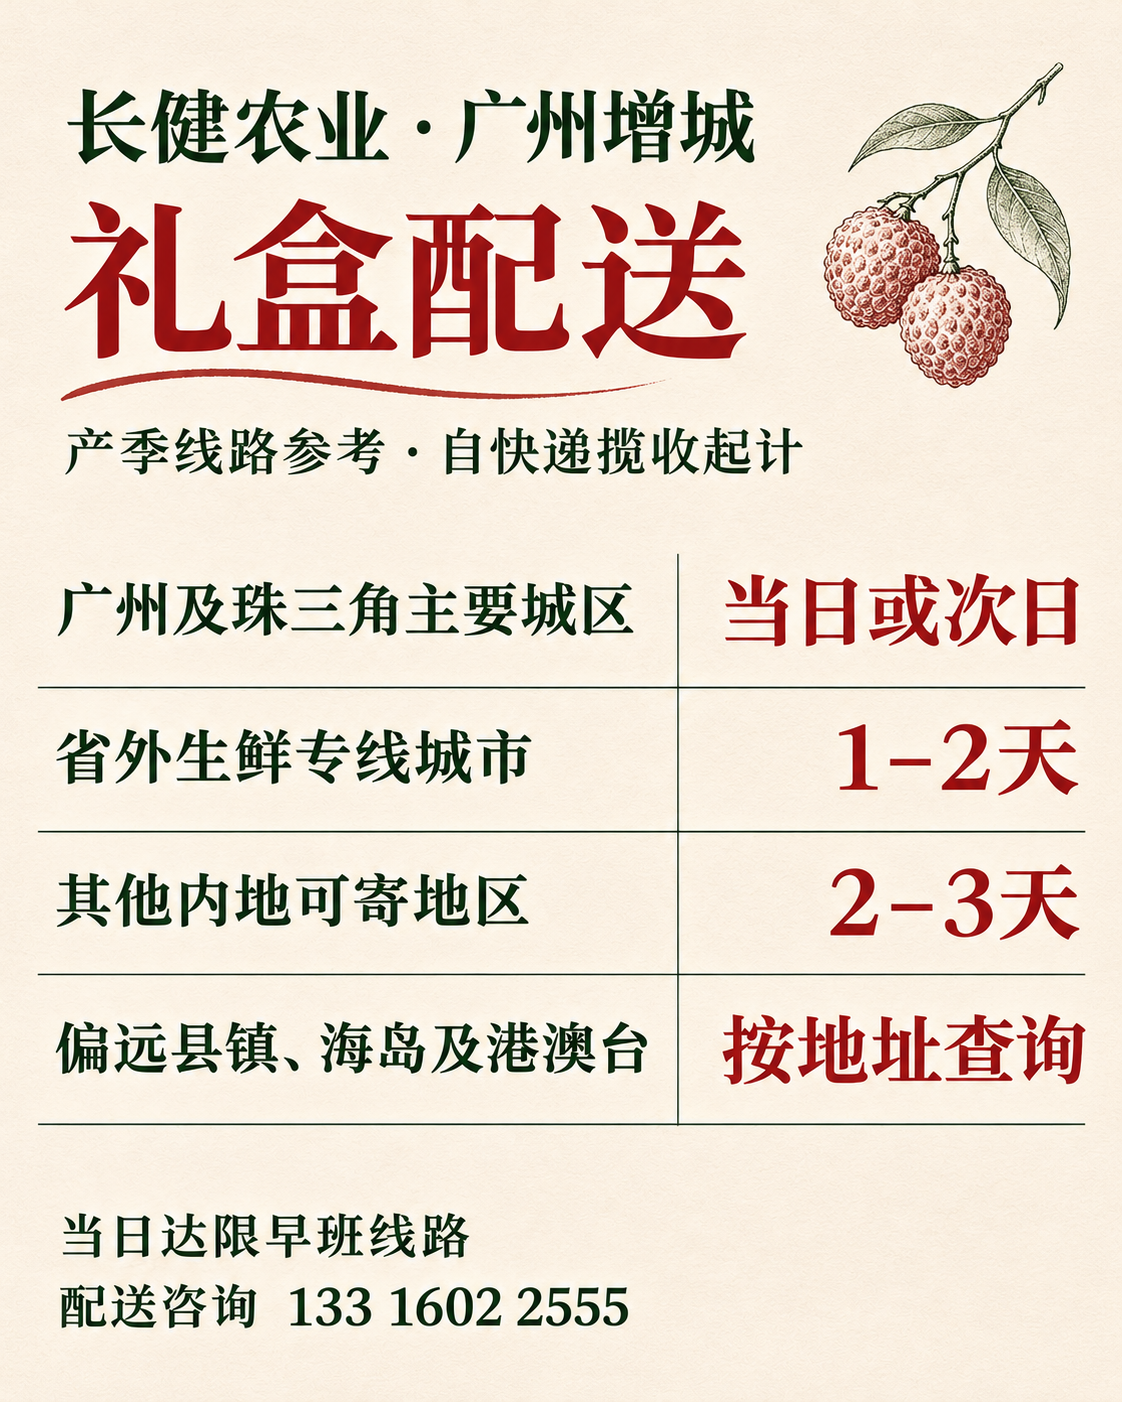 长健农业·广州增城
礼盒配送
产季线路参考·自快递揽收起计
广州及珠三角主要城区 当日或次日
省外生鲜专线城市 1–2天
其他内地可寄地区 2–3天
偏远县镇、海岛及港澳台 按地址查询
当日达限早班线路
配送咨询 133 1602 2555